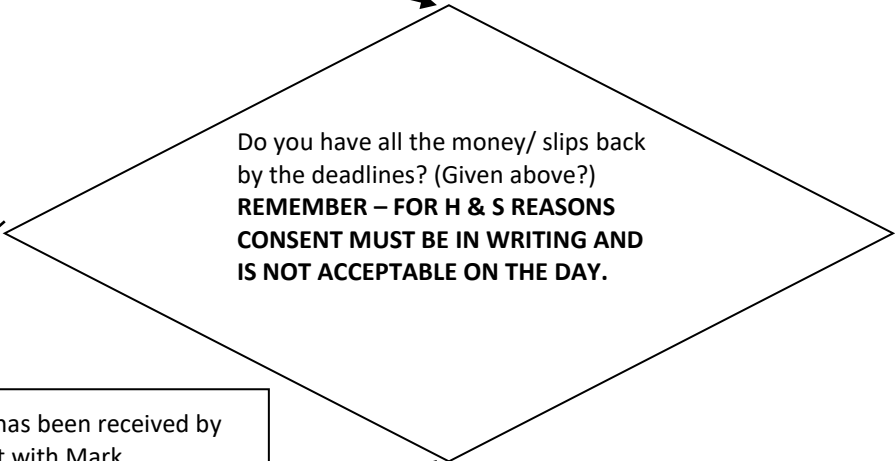 Do you have all the money/ slips back
by the deadlines? (Given above?)
REMEMBER – FOR H & S REASONS
CONSENT MUST BE IN WRITING AND
IS NOT ACCEPTABLE ON THE DAY.
has been received by
t with Mark